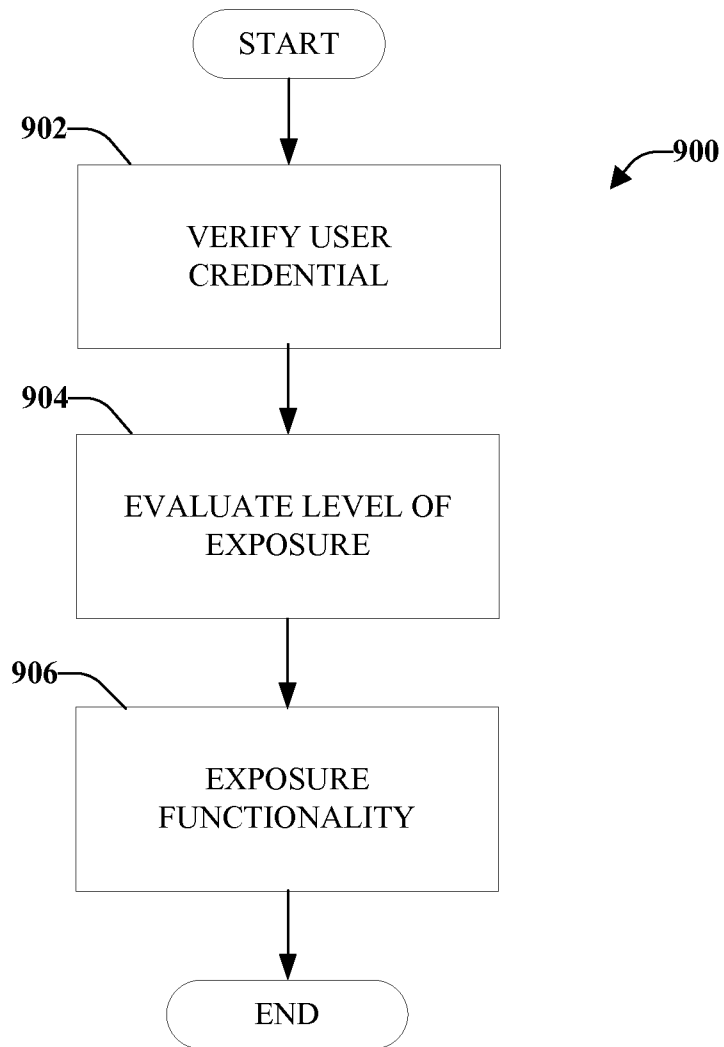 START
902
900
VERIFY USER
CREDENTIAL
904
EVALUATE LEVEL OF
EXPOSURE
906
EXPOSURE
FUNCTIONALITY
END